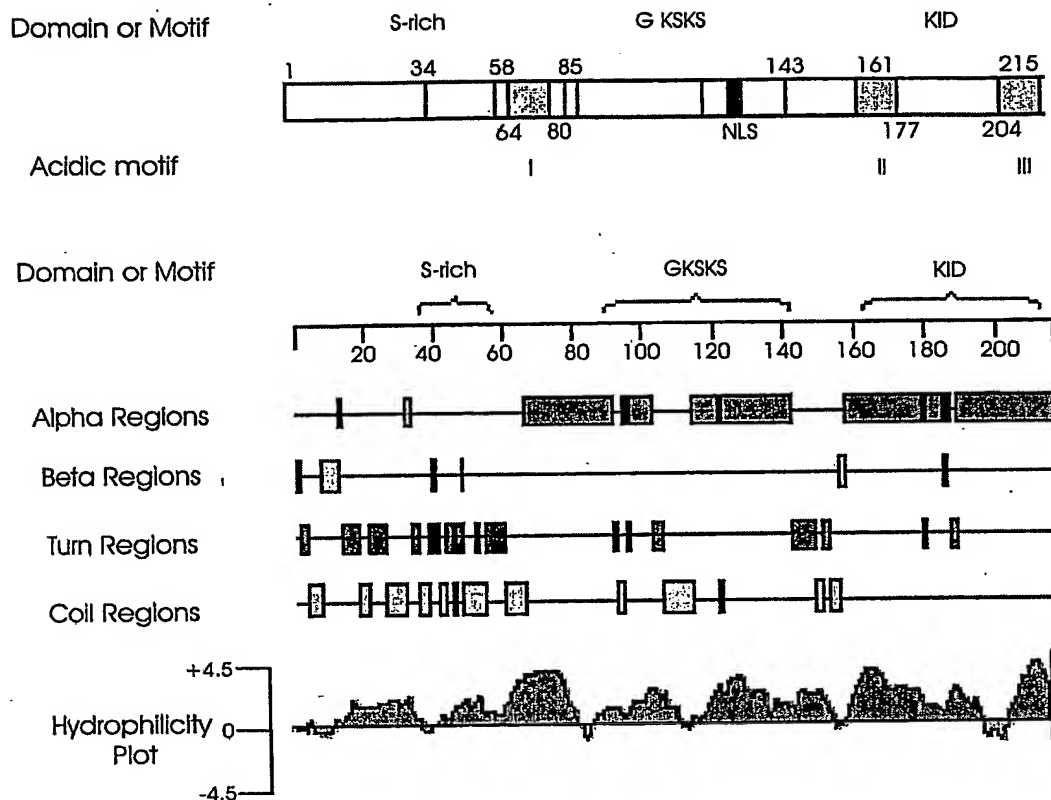 Domain or Motif S-rich G KSKS KID
1 34 58 85 143 161 215
64 80 NLS 177 204
Acidic motif I II III
Domain or Motif S-rich GKSKS KID
20 40 60 80 100 120 140 160 180 200
Alpha Regions
Beta Regions
Turn Regions
Coil Regions
+4.5
Hydrophilicity 0
Plot
-4.5